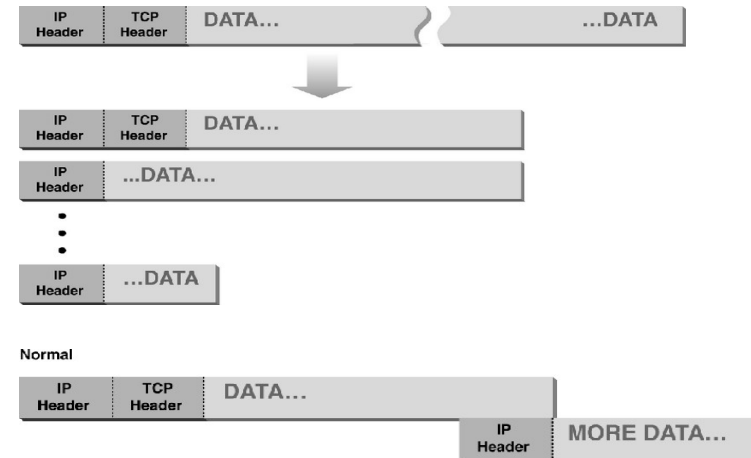 IP TCP DATA... ...DATA
Header Header
IP TCP DATA...
Header Header
IP ...DATA...
Header
IP ...DATA
Header
Normal
IP TCP DATA...
Header Header
IP MORE DATA...
Header